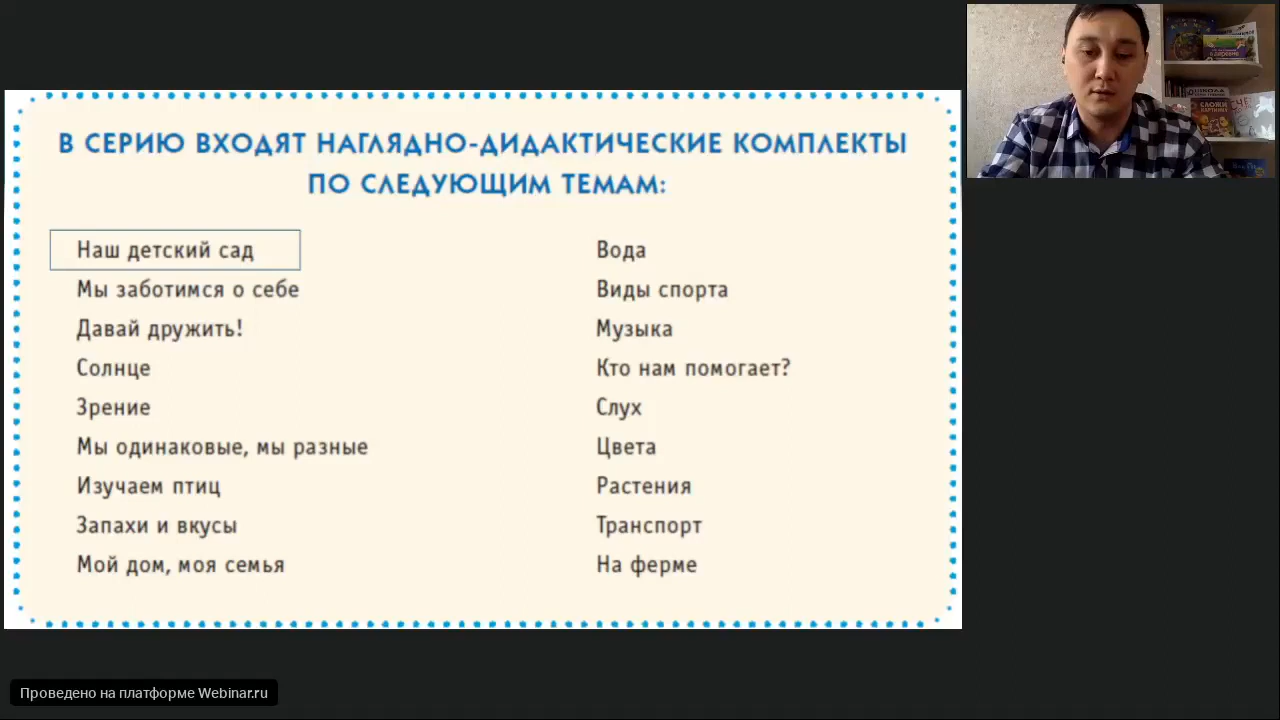 В СЕРИЮ ВХОДЯТ НАГЛЯДНО-ДИДАКТИЧЕСКИЕ КОМПЛЕКТЫ
ПО СЛЕДУЮЩИМ ТЕМАМ:
Наш детский сад
Мы заботимся о себе
Давай дружить!
Солнце
Зрение
Мы одинаковые, мы разные
Изучаем птиц
Запахи и вкусы
Мой дом, моя семья
Вода
Виды спорта
Музыка
Кто нам помогает?
Слух
Цвета
Растения
Транспорт
На ферме
СЛОЖИ
Проведено на платформе Webinar.ru